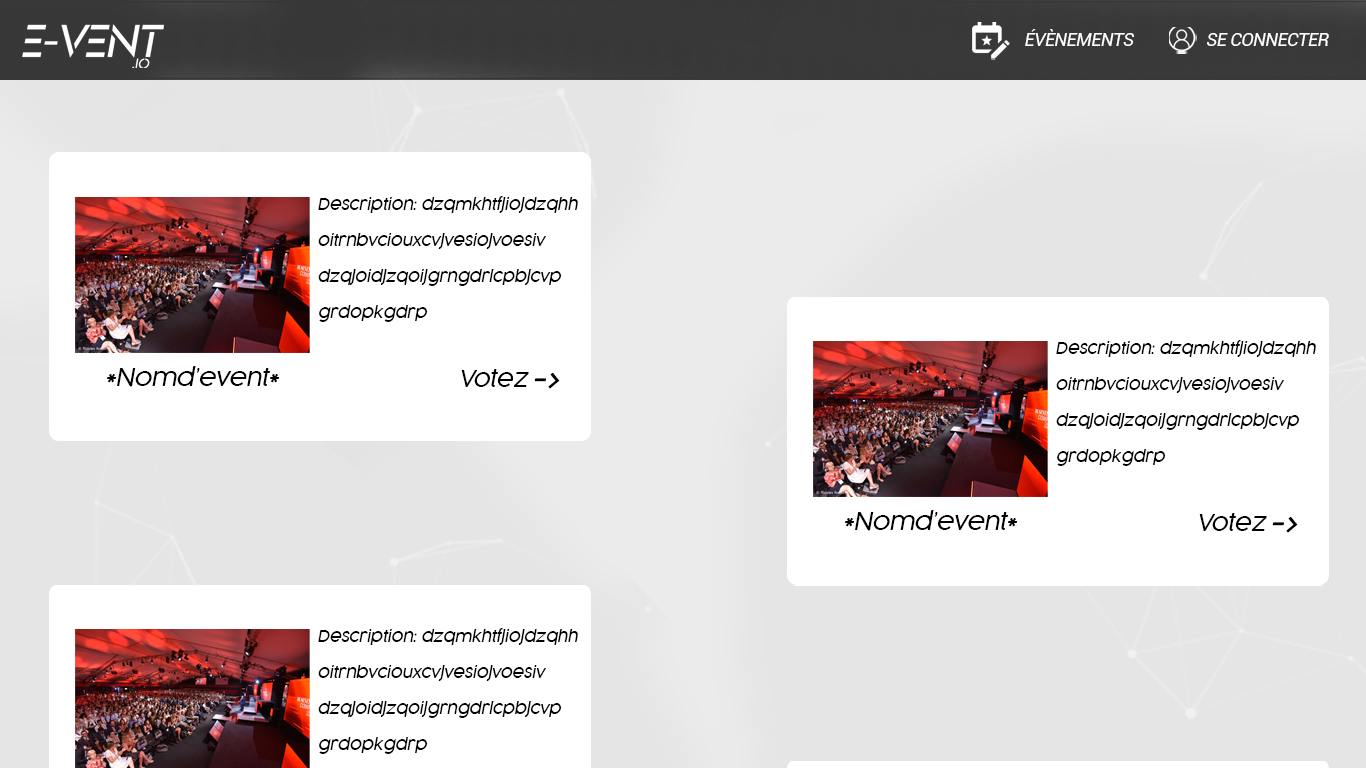 E-VENT
.IO
ÉVÈNEMENTS
SE CONNECTER
Description: dzqmkhtfjiojdzqhh
oitrnbvciouxcvjvesiojvoesiv
dzqjoidjzqoijgrngdrlcpbjcvp
grdopkgdrp
*Nomd'event*
Votez ->
Description: dzqmkhtfjiojdzqhh
oitrnbvciouxcvjvesiojvoesiv
dzqjoidjzqoijgrngdrlcpbjcvp
grdopkgdrp
*Nomd'event*
Votez ->
Description: dzqmkhtfjiojdzqhh
oitrnbvciouxcvjvesiojvoesiv
dzqjoidjzqoijgrngdrlcpbjcvp
grdopkgdrp